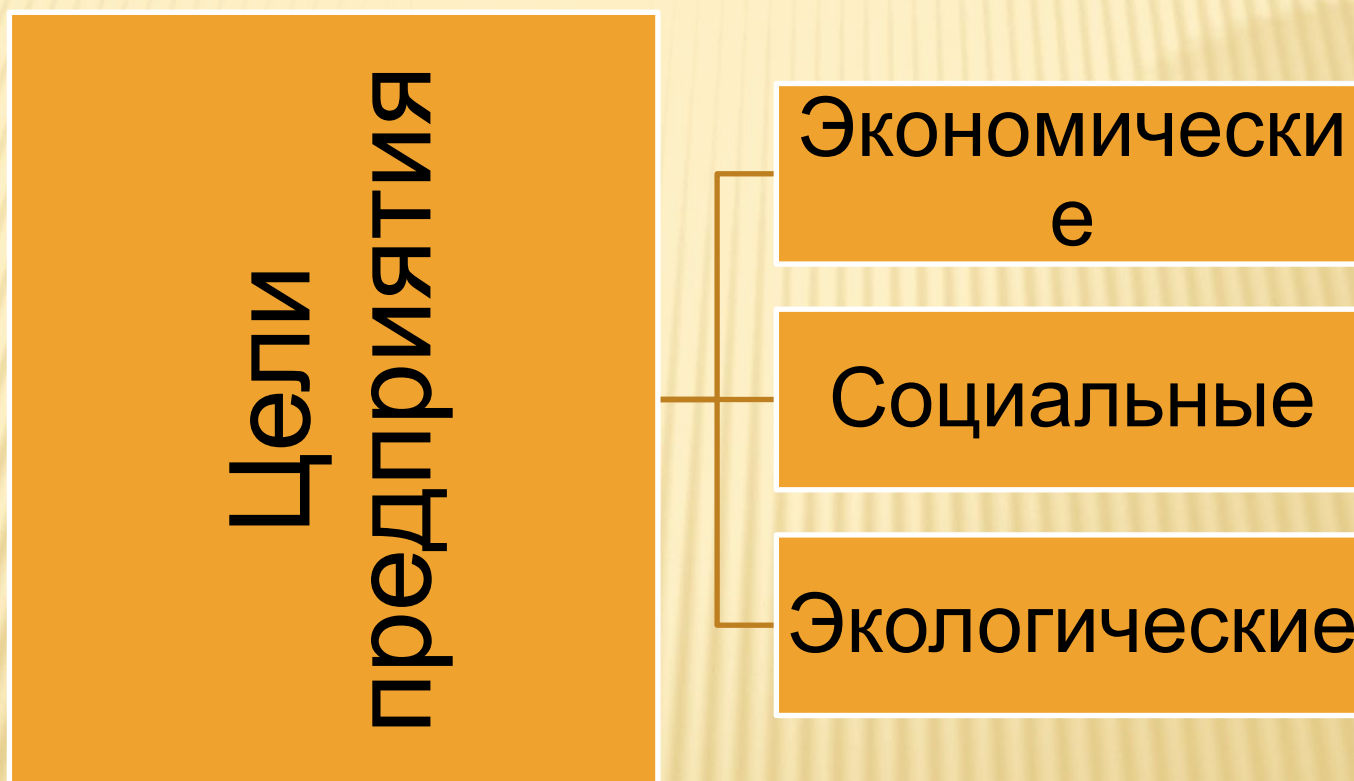 Цели
предприятия
Экономически
е
Социальные
Экологические